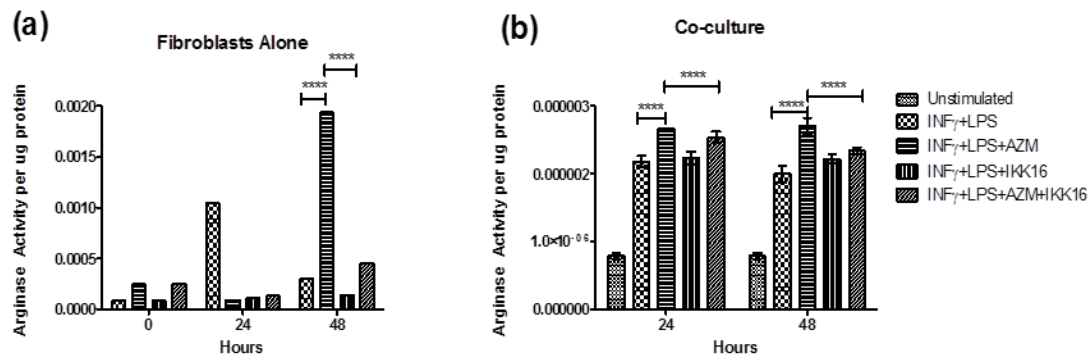 (a)
Fibroblasts Alone
****
****
Arginase Activity per ug protein
0.0020
0.0015
0.0010
0.0005
0.0000
0
24
48
Hours
(b)
Co-culture
****
****
****
****
Arginase Activity per ug protein
0.000003
0.000002
1.0×10⁻⁰⁶
0.000000
24
48
Hours
Unstimulated
INFγ+LPS
INFγ+LPS+AZM
INFγ+LPS+IKK16
INFγ+LPS+AZM+IKK16